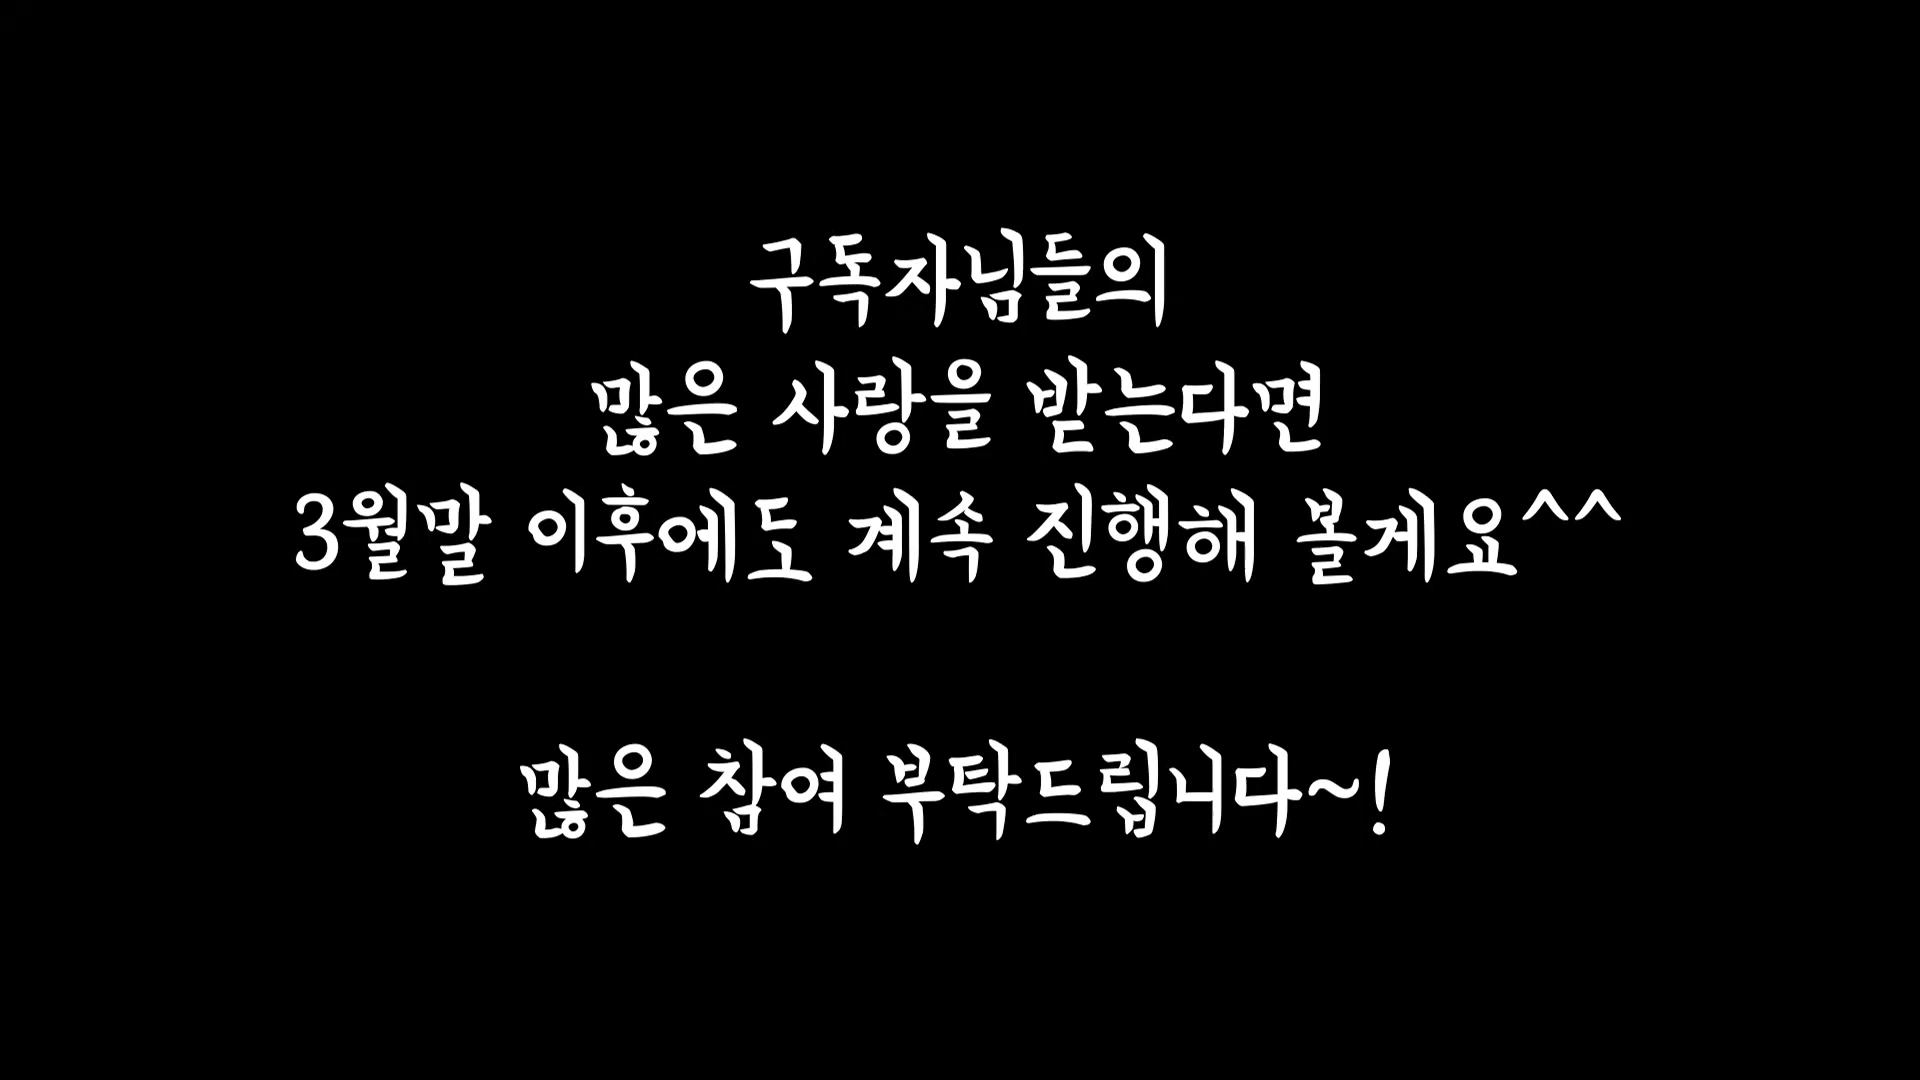 구독자님들의
많은 사랑을 받는다면
3월말 이후에도 계속 진행해 볼게요^^
많은 참여 부탁드립니다~!